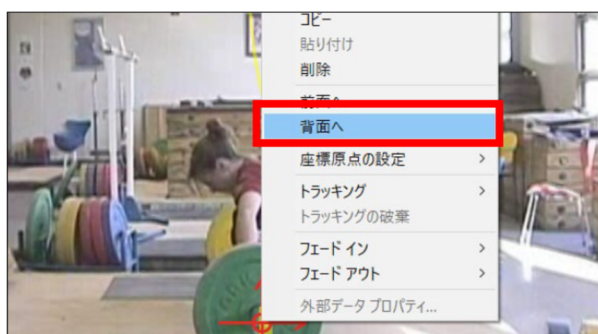 コピー
貼り付け
削除
前面へ
背面へ
座標原点の設定
トラッキング
トラッキングの破棄
フェード イン
フェード アウト
外部データ プロパティ...